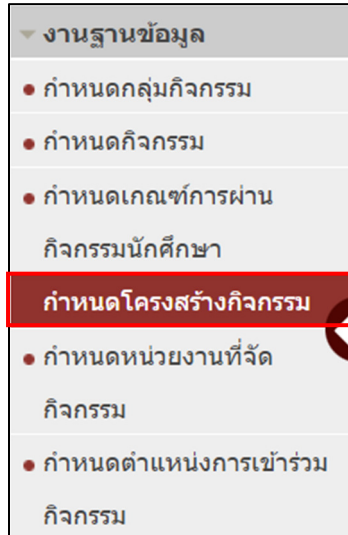 งานฐานข้อมูล
กำหนดกลุ่มกิจกรรม
กำหนดกิจกรรม
กำหนดเกณฑ์การผ่าน
กิจกรรมนักศึกษา
กำหนดโครงสร้างกิจกรรม
กำหนดหน่วยงานที่จัด
กิจกรรม
กำหนดตำแหน่งการเข้าร่วม
กิจกรรม